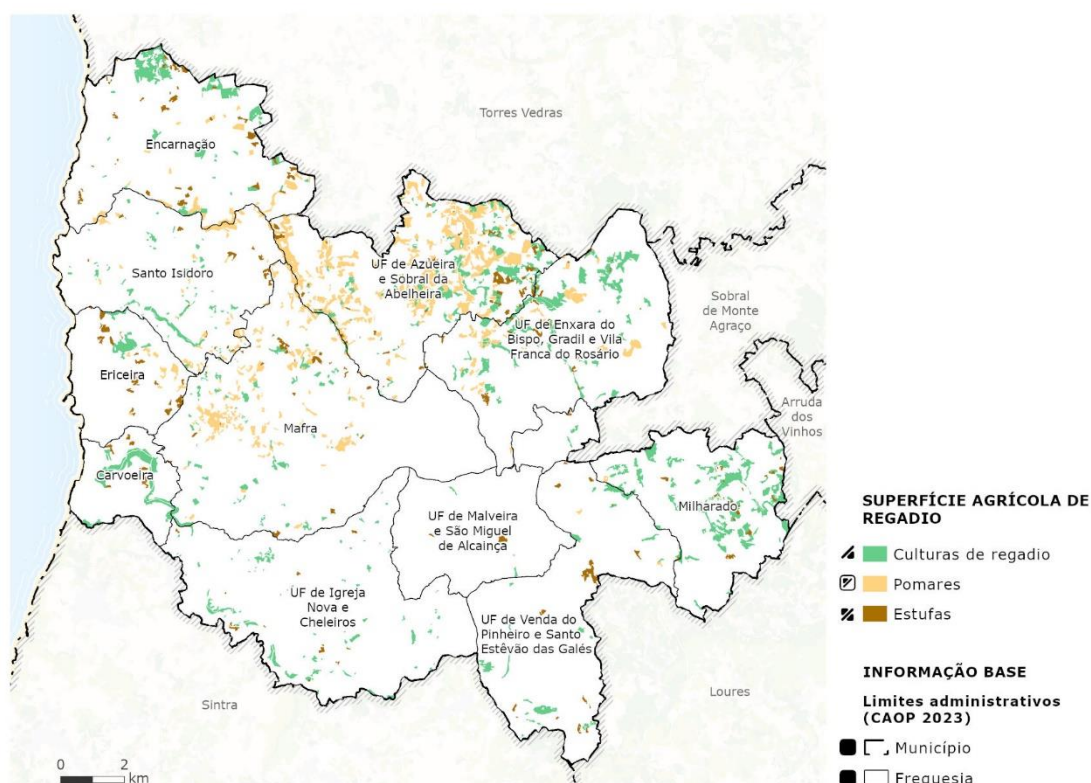 Torres Vedras
Encarnação
Santo Isidoro
UF de Azueira
e Sobral da
Abelheira
Sobral
de Monte
Agraço
UF de Enxara do
Bispo, Gradil e Vila
Franca do Rosário
Ericeira
Arruda
dos
Vinhos
Mafra
Carvoeira
Milharado
UF de Malveira
e São Miguel
de Alcainça
UF de Igreja
Nova e
Cheleiros
UF de Venda do
Pinheiro e Santo
Estêvão das Galés
Sintra
Loures
0 2
km
SUPERFÍCIE AGRÍCOLA DE
REGADIO
Culturas de regadio
Pomares
Estufas
INFORMAÇÃO BASE
Limites administrativos
(CAOP 2023)
Município
Freguesia